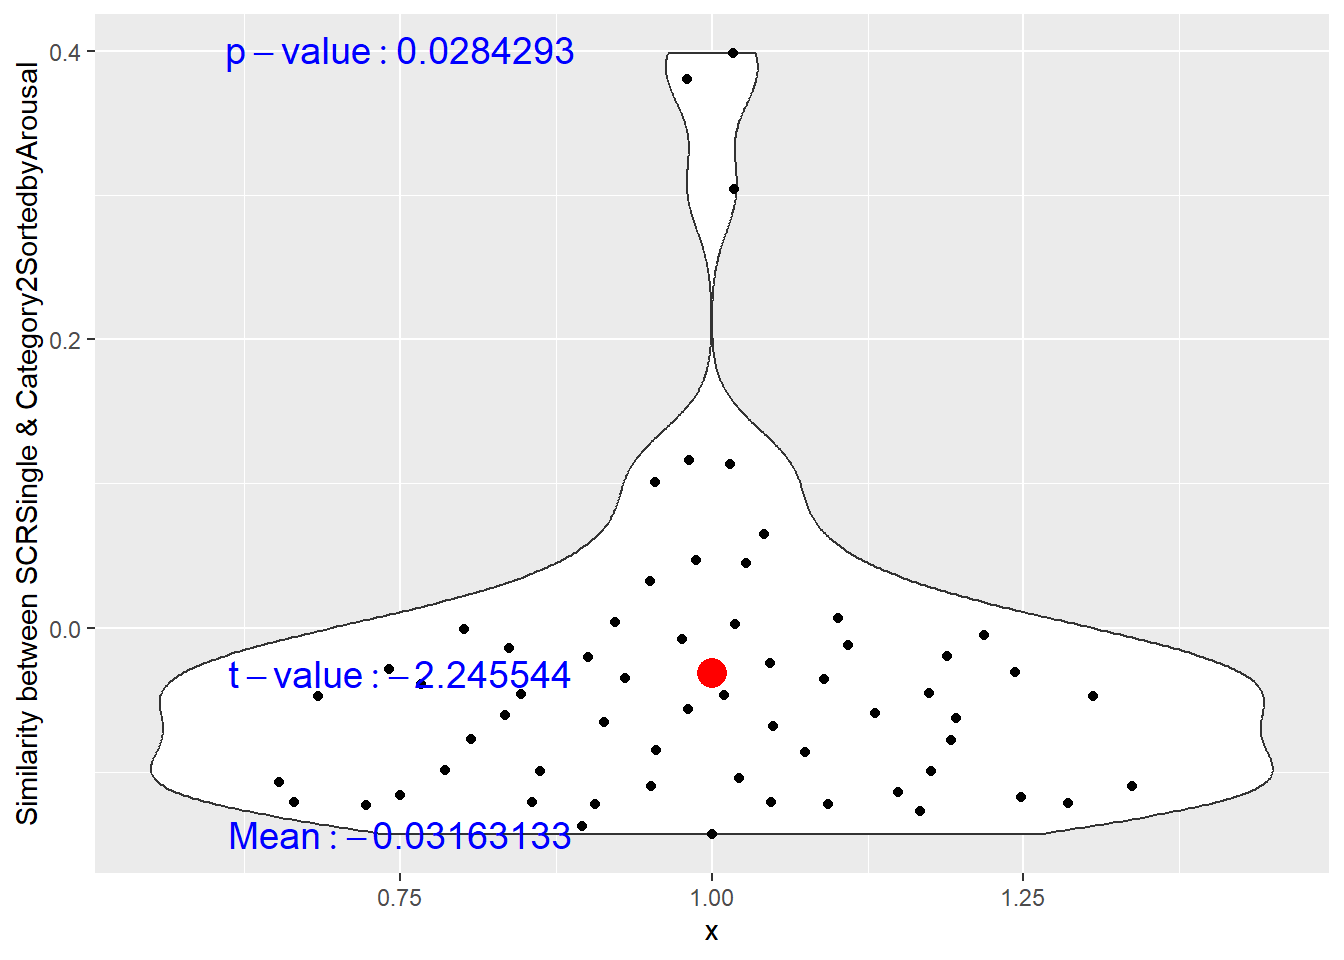 Similarity between SCRSingle & Category2SortedbyArousal
0.4
0.2
0.0
p − value : 0.0284293
t − value : −2.245544
Mean : −0.03163133
0.75 1.00 1.25
x